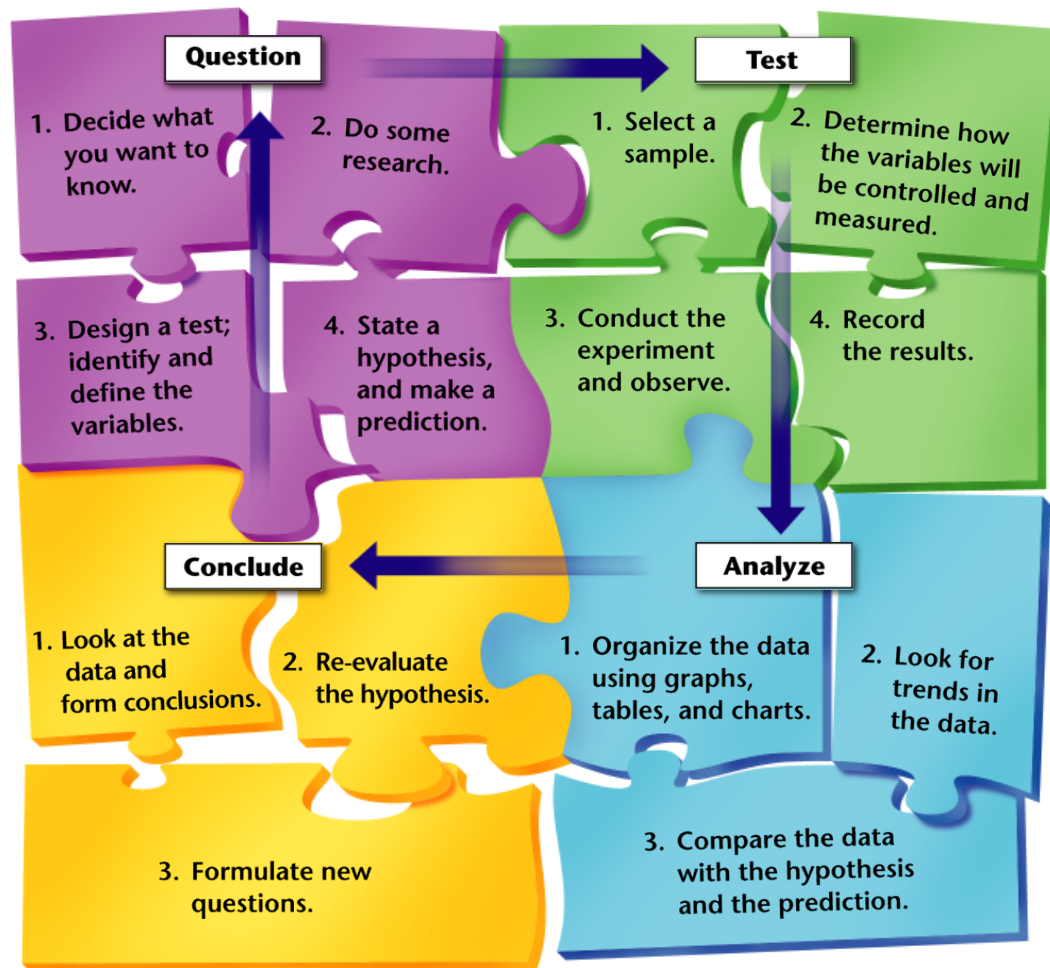 Question
1. Decide what
you want to
know.
2. Do some
research.
3. Design a test;
identify and
define the
variables.
4. State a
hypothesis,
and make a
prediction.
Test
1. Select a
sample.
2. Determine how
the variables will
be controlled and
measured.
3. Conduct the
experiment
and observe.
4. Record
the results.
Analyze
1. Organize the data
using graphs,
tables, and charts.
2. Look for
trends in
the data.
3. Compare the data
with the hypothesis
and the prediction.
Conclude
1. Look at the
data and
form conclusions.
2. Re-evaluate
the hypothesis.
3. Formulate new
questions.